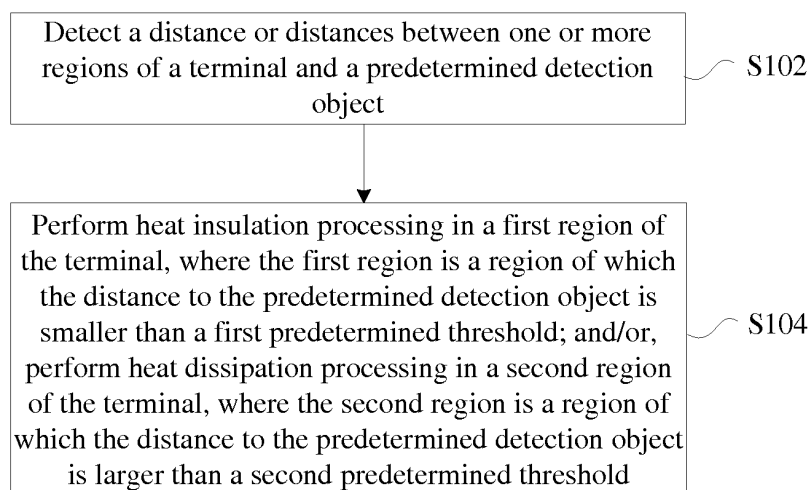 Detect a distance or distances between one or more
regions of a terminal and a predetermined detection
object
S102
Perform heat insulation processing in a first region of
the terminal, where the first region is a region of which
the distance to the predetermined detection object is
smaller than a first predetermined threshold; and/or,
perform heat dissipation processing in a second region
of the terminal, where the second region is a region of
which the distance to the predetermined detection object
is larger than a second predetermined threshold
S104